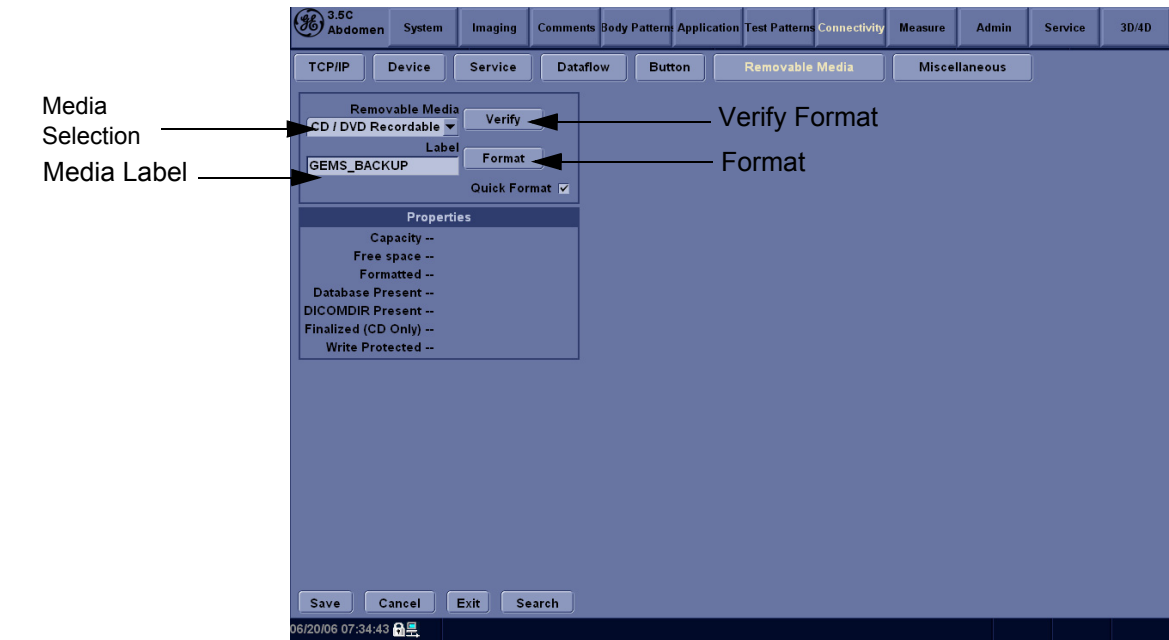 3.5C
Abdomen System Imaging Comments Body Patterns Application Test Patterns Connectivity Measure Admin Service 3D/4D
TCP/IP Device Service Dataflow Button Removable Media Miscellaneous
Media
Selection
Media Label
Removable Media
CD / DVD Recordable Verify
Label
GEMS_BACKUP Format
Quick Format
Verify Format
Format
Properties
Capacity --
Free space --
Formatted --
Database Present --
DICOMDIR Present --
Finalized (CD Only) --
Write Protected --
Save Cancel Exit Search
06/20/06 07:34:43